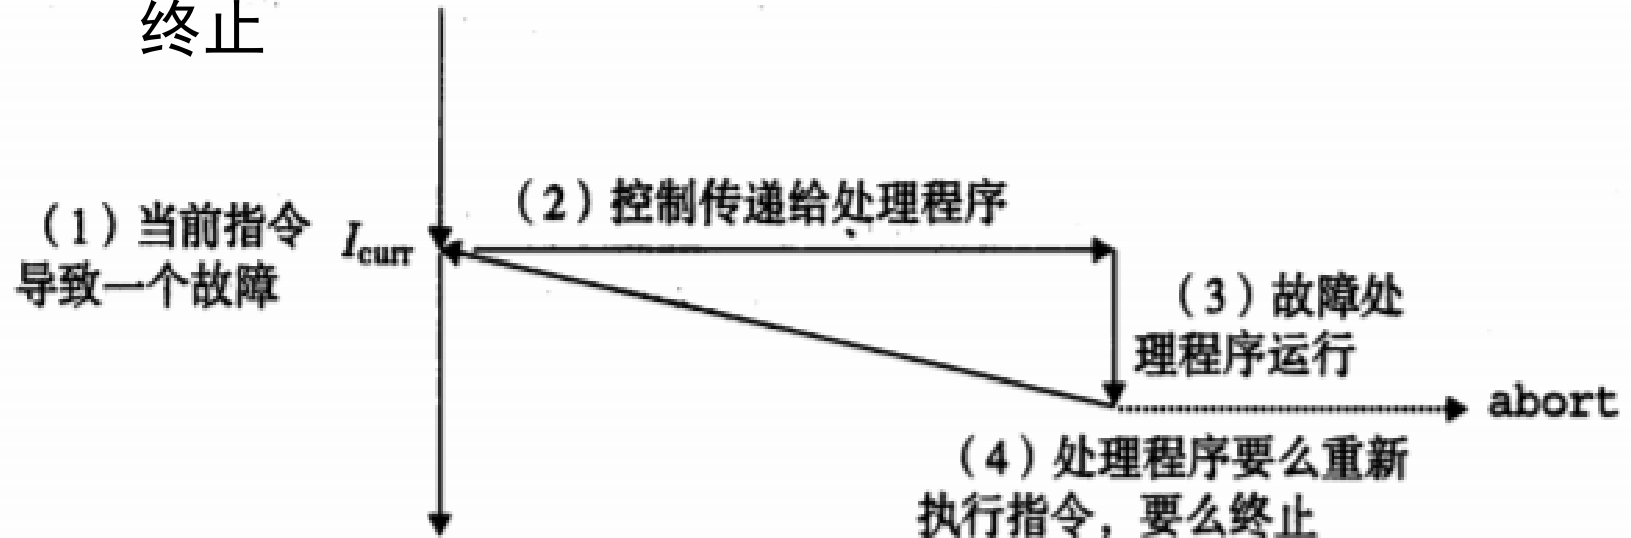 终止
(2)控制传递给处理程序
(1)当前指令
导致一个故障
Icurr
(3)故障处
理程序运行
abort
(4)处理程序要么重新
执行指令，要么终止